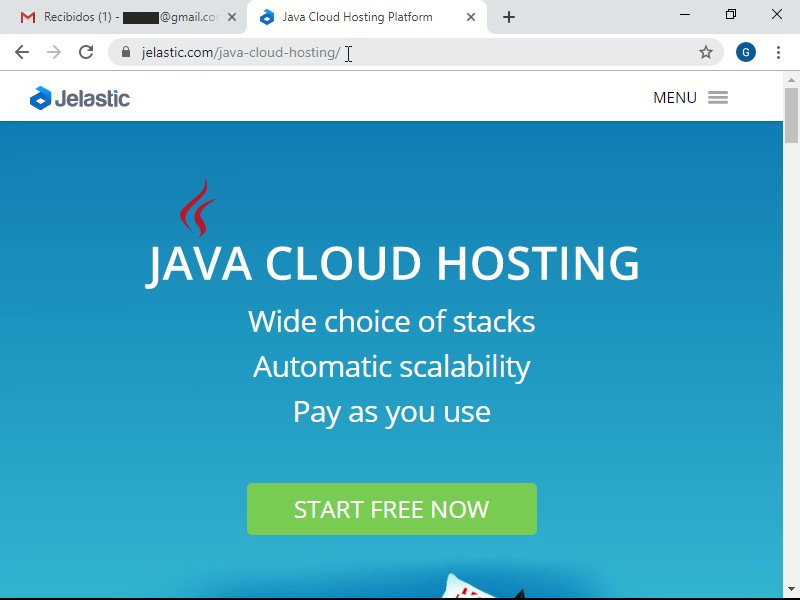 Recibidos (1) - @gmail.co
Java Cloud Hosting Platform
jelastic.com/java-cloud-hosting/
G
Jelastic
MENU
JAVA CLOUD HOSTING
Wide choice of stacks
Automatic scalability
Pay as you use
START FREE NOW